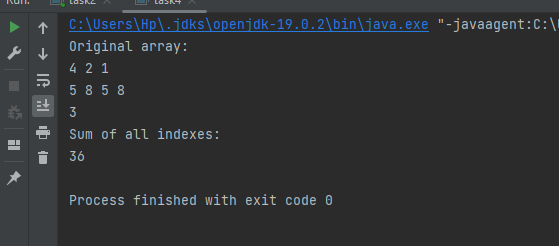 Run: task2 task4
C:\Users\Hp\.jdks\openjdk-19.0.2\bin\java.exe "-javaagent:C:\
Original array:
4 2 1
5 8 5 8
3
Sum of all indexes:
36
Process finished with exit code 0